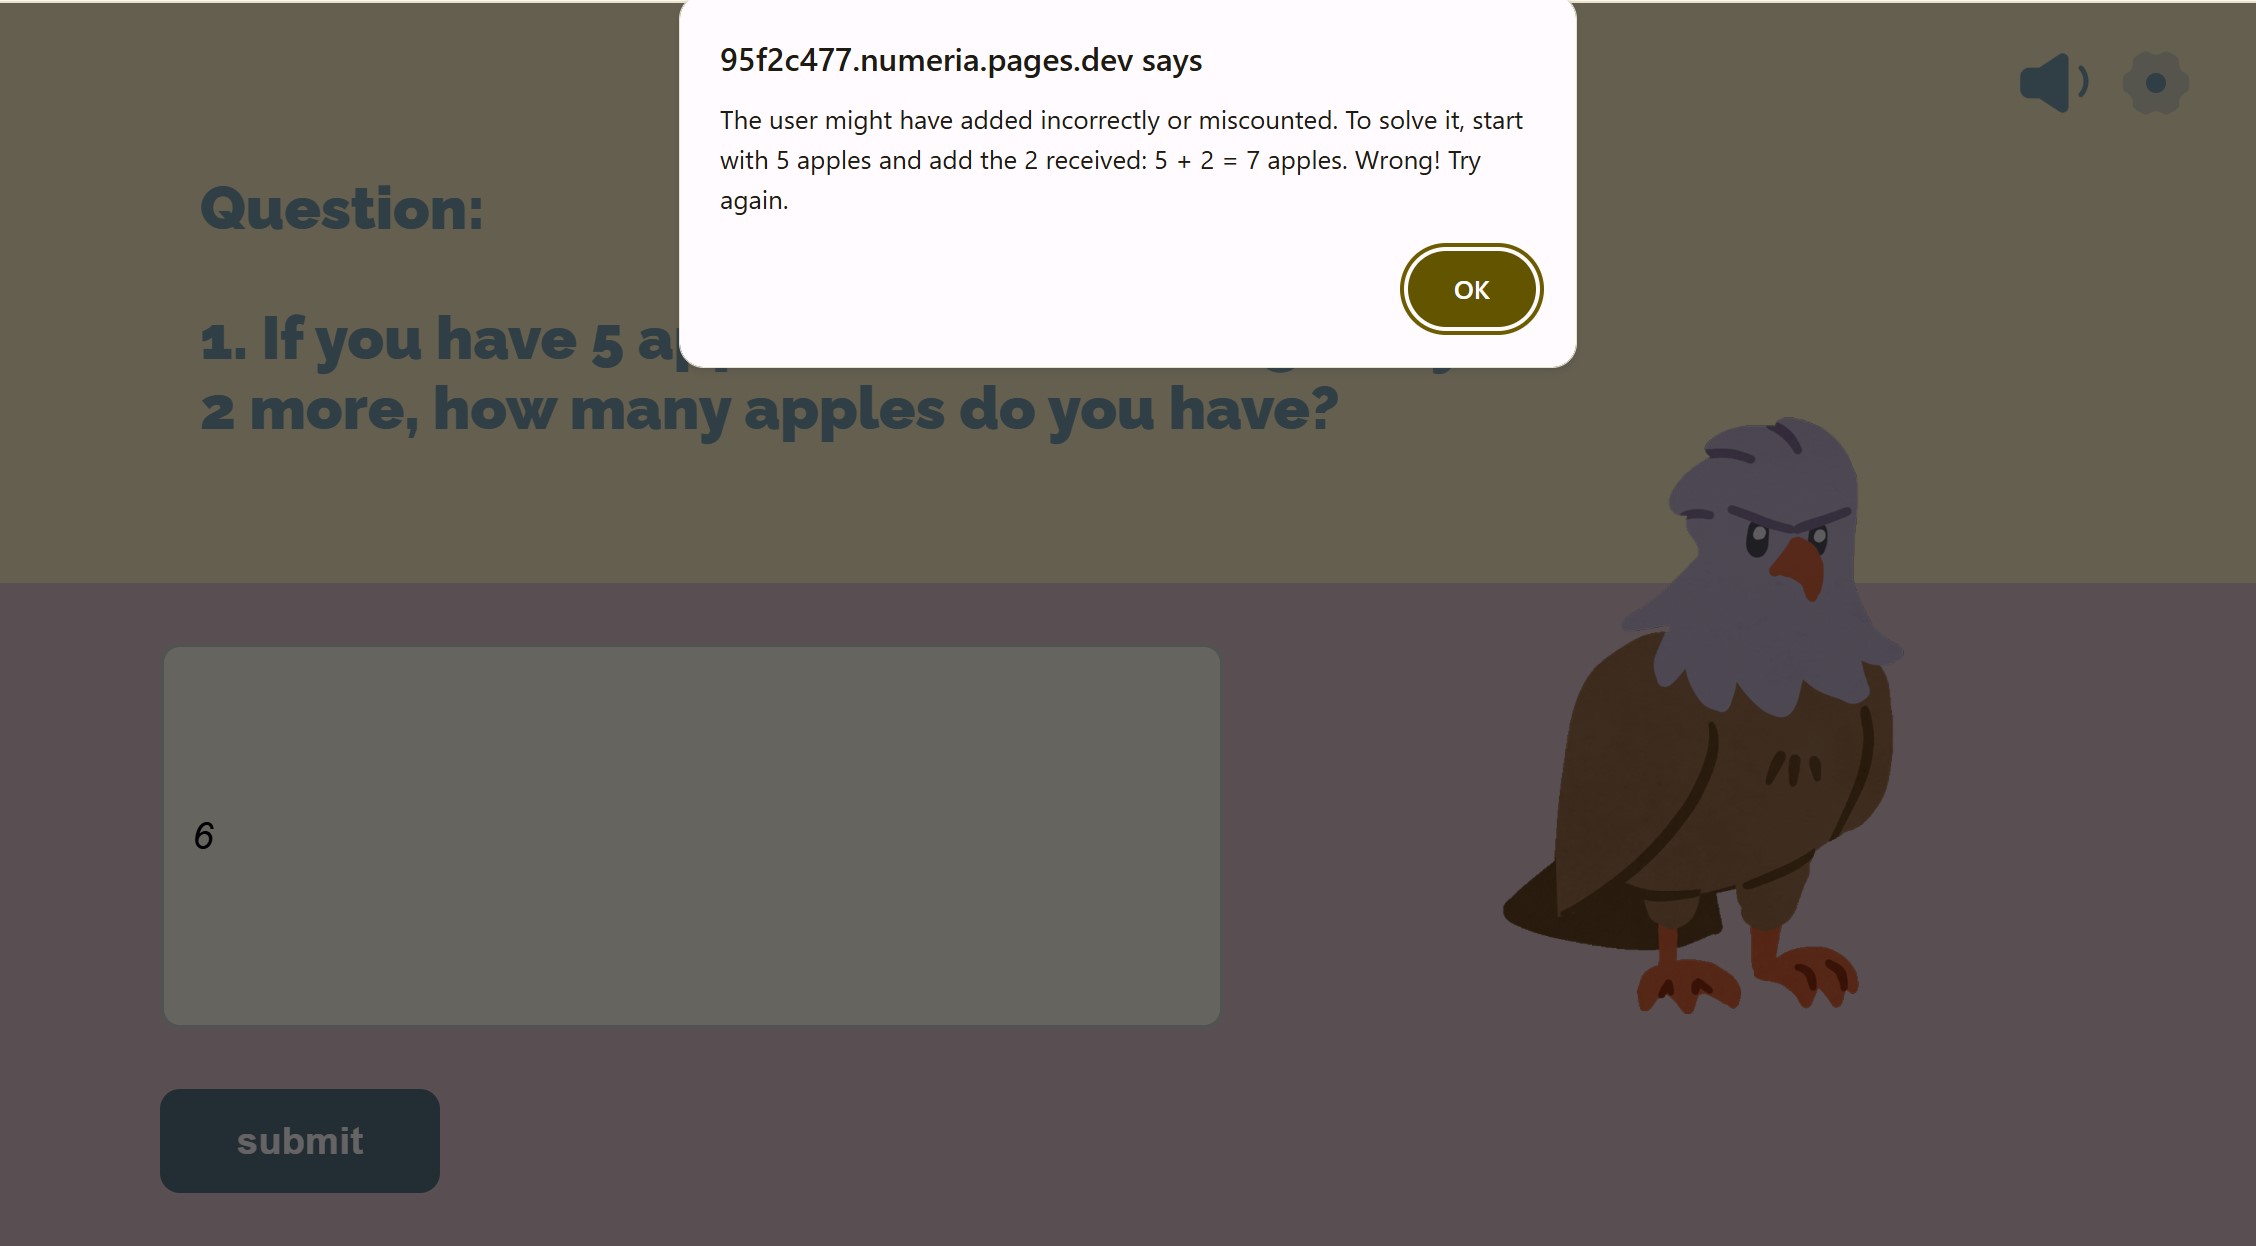 95f2c477.numeria.pages.dev says
The user might have added incorrectly or miscounted. To solve it, start
with 5 apples and add the 2 received: 5 + 2 = 7 apples. Wrong! Try
again.
OK
Question:
1. If you have 5
2 more, how many apples do you have?
6
submit